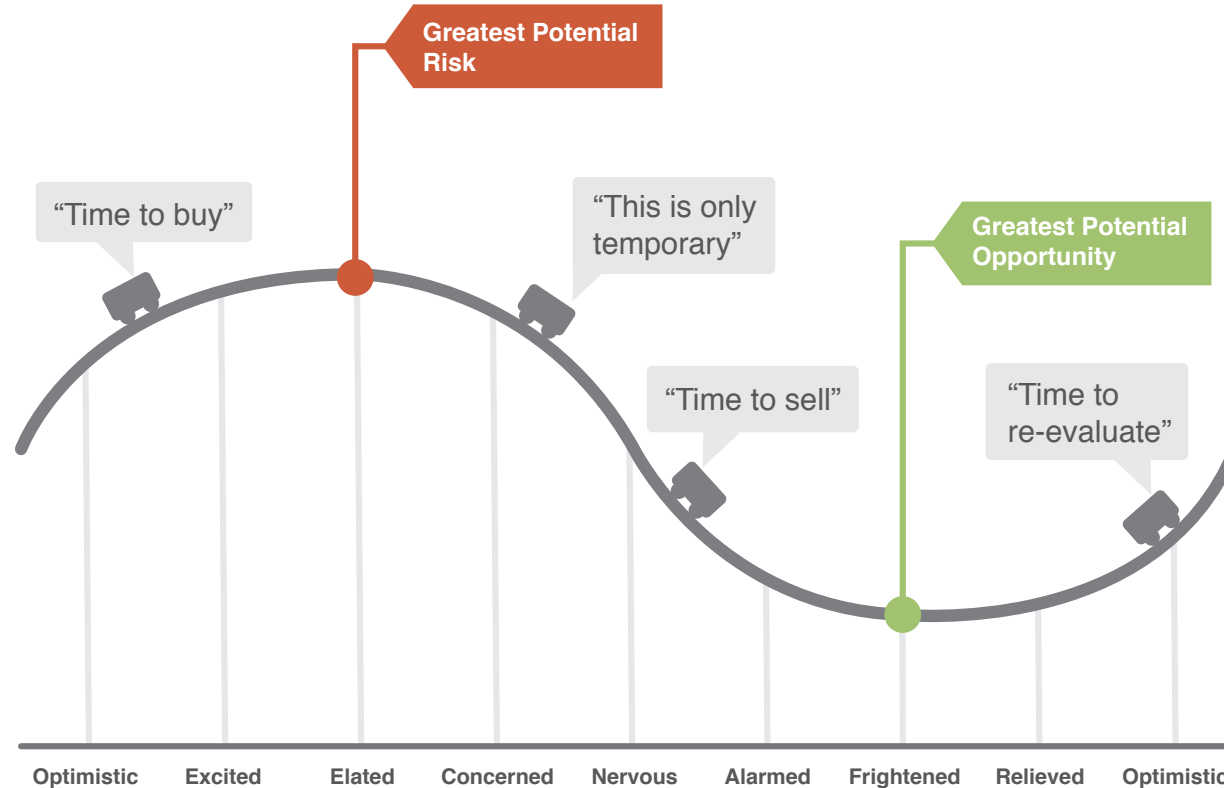 Greatest Potential
Risk
“Time to buy”
“This is only
temporary”
Greatest Potential
Opportunity
“Time to sell”
“Time to
re-evaluate”
Optimistic Excited Elated Concerned Nervous Alarmed Frightened Relieved Optimistic